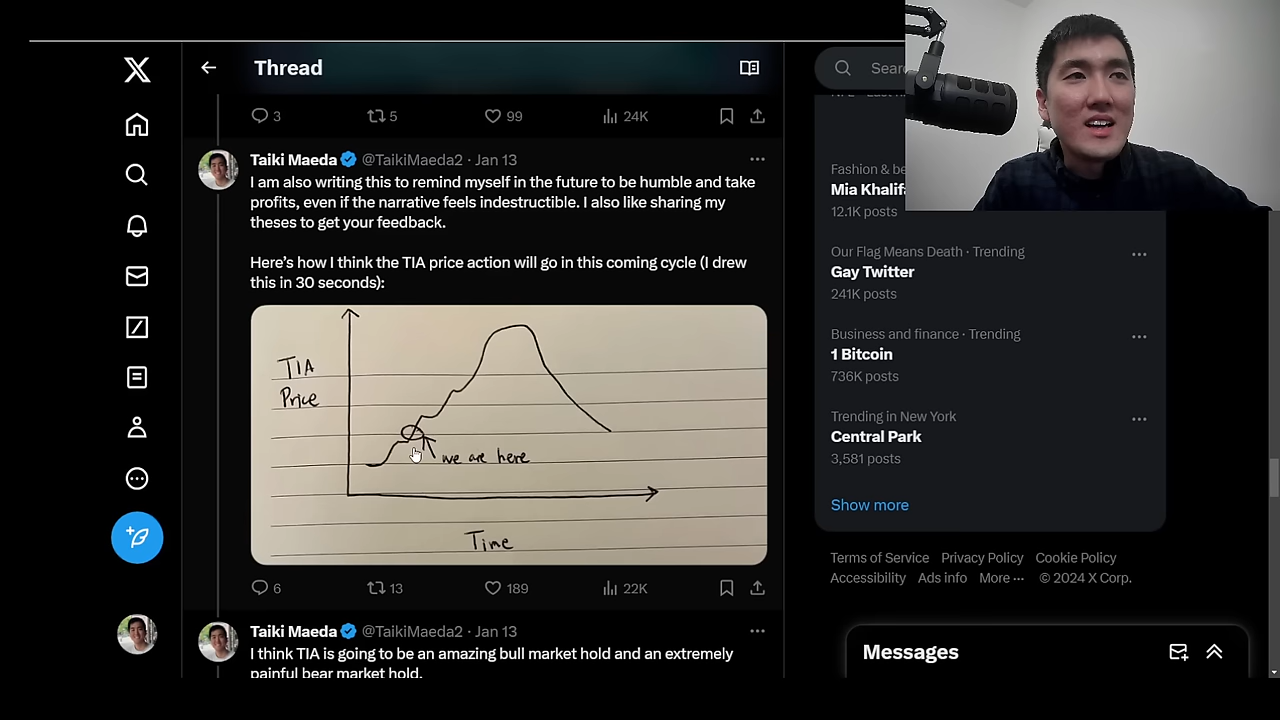 Thread
Sear
3
5
99
24K
Taiki Maeda @TaikiMaeda2 · Jan 13
I am also writing this to remind myself in the future to be humble and take
profits, even if the narrative feels indestructible. I also like sharing my
theses to get your feedback.
Here's how I think the TIA price action will go in this coming cycle (I drew
this in 30 seconds):
TIA
Price
we are here
Time
6
13
189
22K
Taiki Maeda @TaikiMaeda2 · Jan 13
I think TIA is going to be an amazing bull market hold and an extremely
painful bear market hold.
Fashion & be
Mia Khalifa
12.1K posts
Our Flag Means Death · Trending
Gay Twitter
241K posts
Business and finance · Trending
1 Bitcoin
736K posts
Trending in New York
Central Park
3,581 posts
Show more
Terms of Service Privacy Policy Cookie Policy
Accessibility Ads info More ··· © 2024 X Corp.
Messages